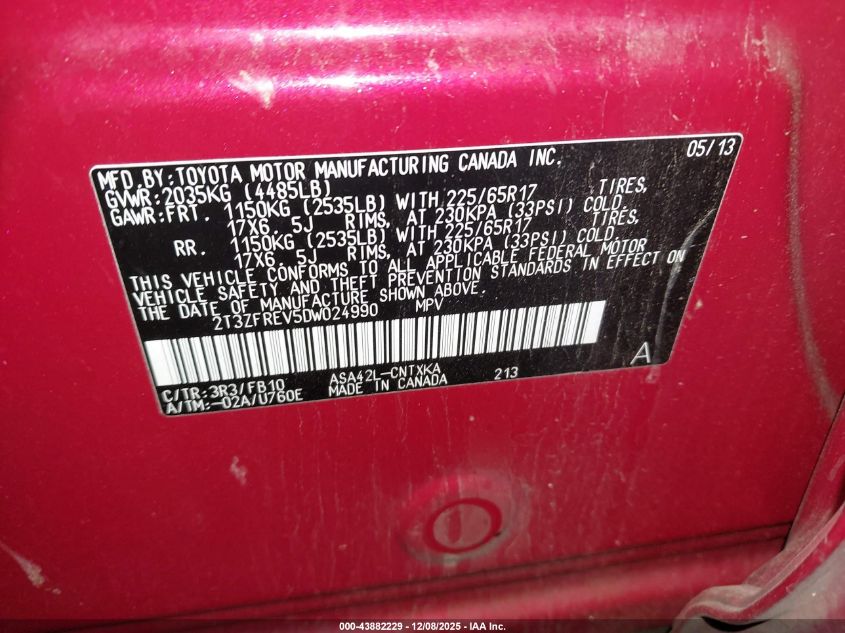 MFD. BY: TOYOTA MOTOR MANUFACTURING CANADA INC. 05/13
GVWR: 2035KG (4485LB)
GAWR: FRT. 1150KG (2535LB) WITH 225/65R17 TIRES,
17X6. 5J RIMS, AT 230KPA (33PSI) COLD
RR. 1150KG (2535LB) WITH 225/65R17 TIRES,
17X6. 5J RIMS, AT 230KPA (33PSI) COLD
THIS VEHICLE CONFORMS TO ALL APPLICABLE FEDERAL MOTOR
VEHICLE SAFETY AND THEFT PREVENTION STANDARDS IN EFFECT ON
THE DATE OF MANUFACTURE SHOWN ABOVE.
2T3ZFREV5DW024990 MPV
C/TR: 3R3/FB10 ASA42L-CNTXKA 213 A
A/TM: -02A/U760E MADE IN CANADA
000-43882229 - 12/08/2025 - IAA Inc.